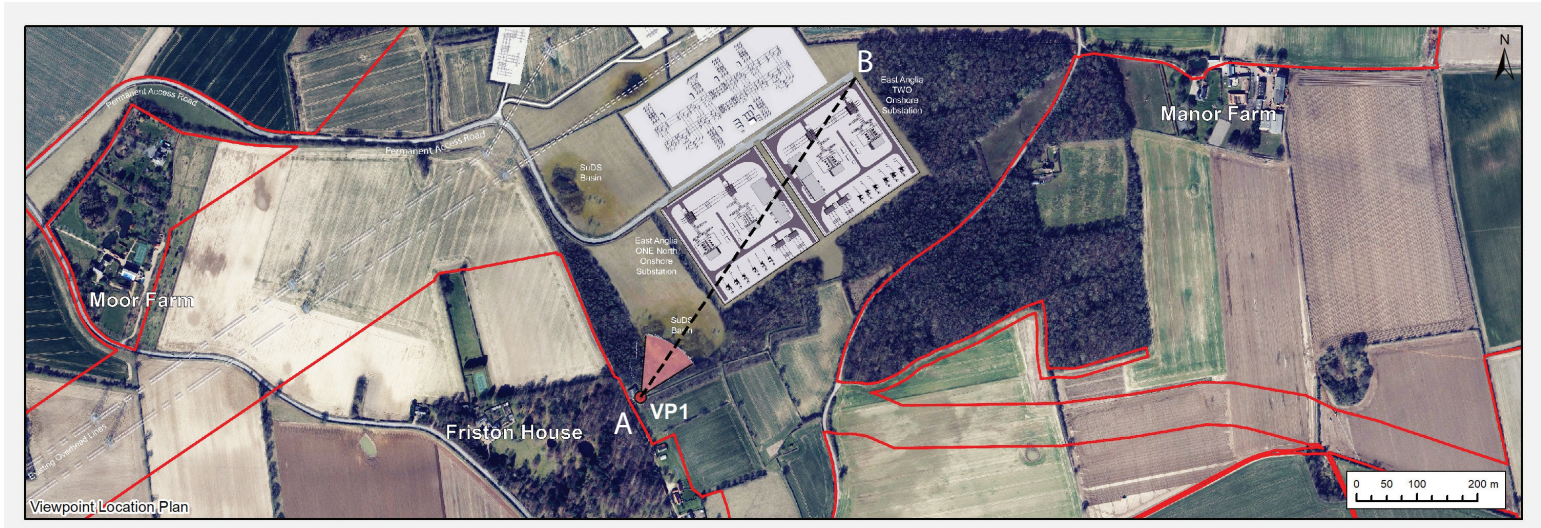 N
B
East Anglia
TWO
Onshore
Substation
Manor Farm
Permanent Access Road
Permanent Access Road
SuDS
Basin
East Anglia
ONE North
Onshore
Substation
Moor Farm
SuDS
Basin
A
VP1
Friston House
Existing Overhead Lines
0 50 100 200 m
Viewpoint Location Plan